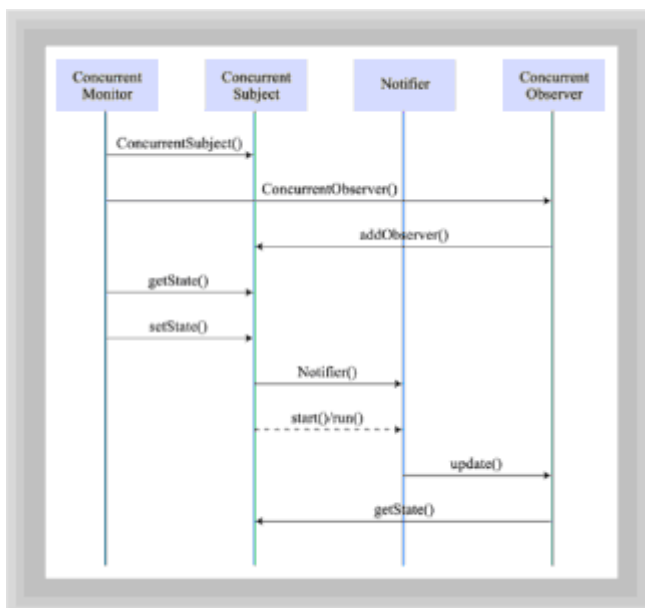 Concurrent
Monitor
Concurrent
Subject
Notifier
Concurrent
Observer
ConcurrentSubject()
ConcurrentObserver()
addObserver()
getState()
setState()
Notifier()
start()/run()
update()
getState()